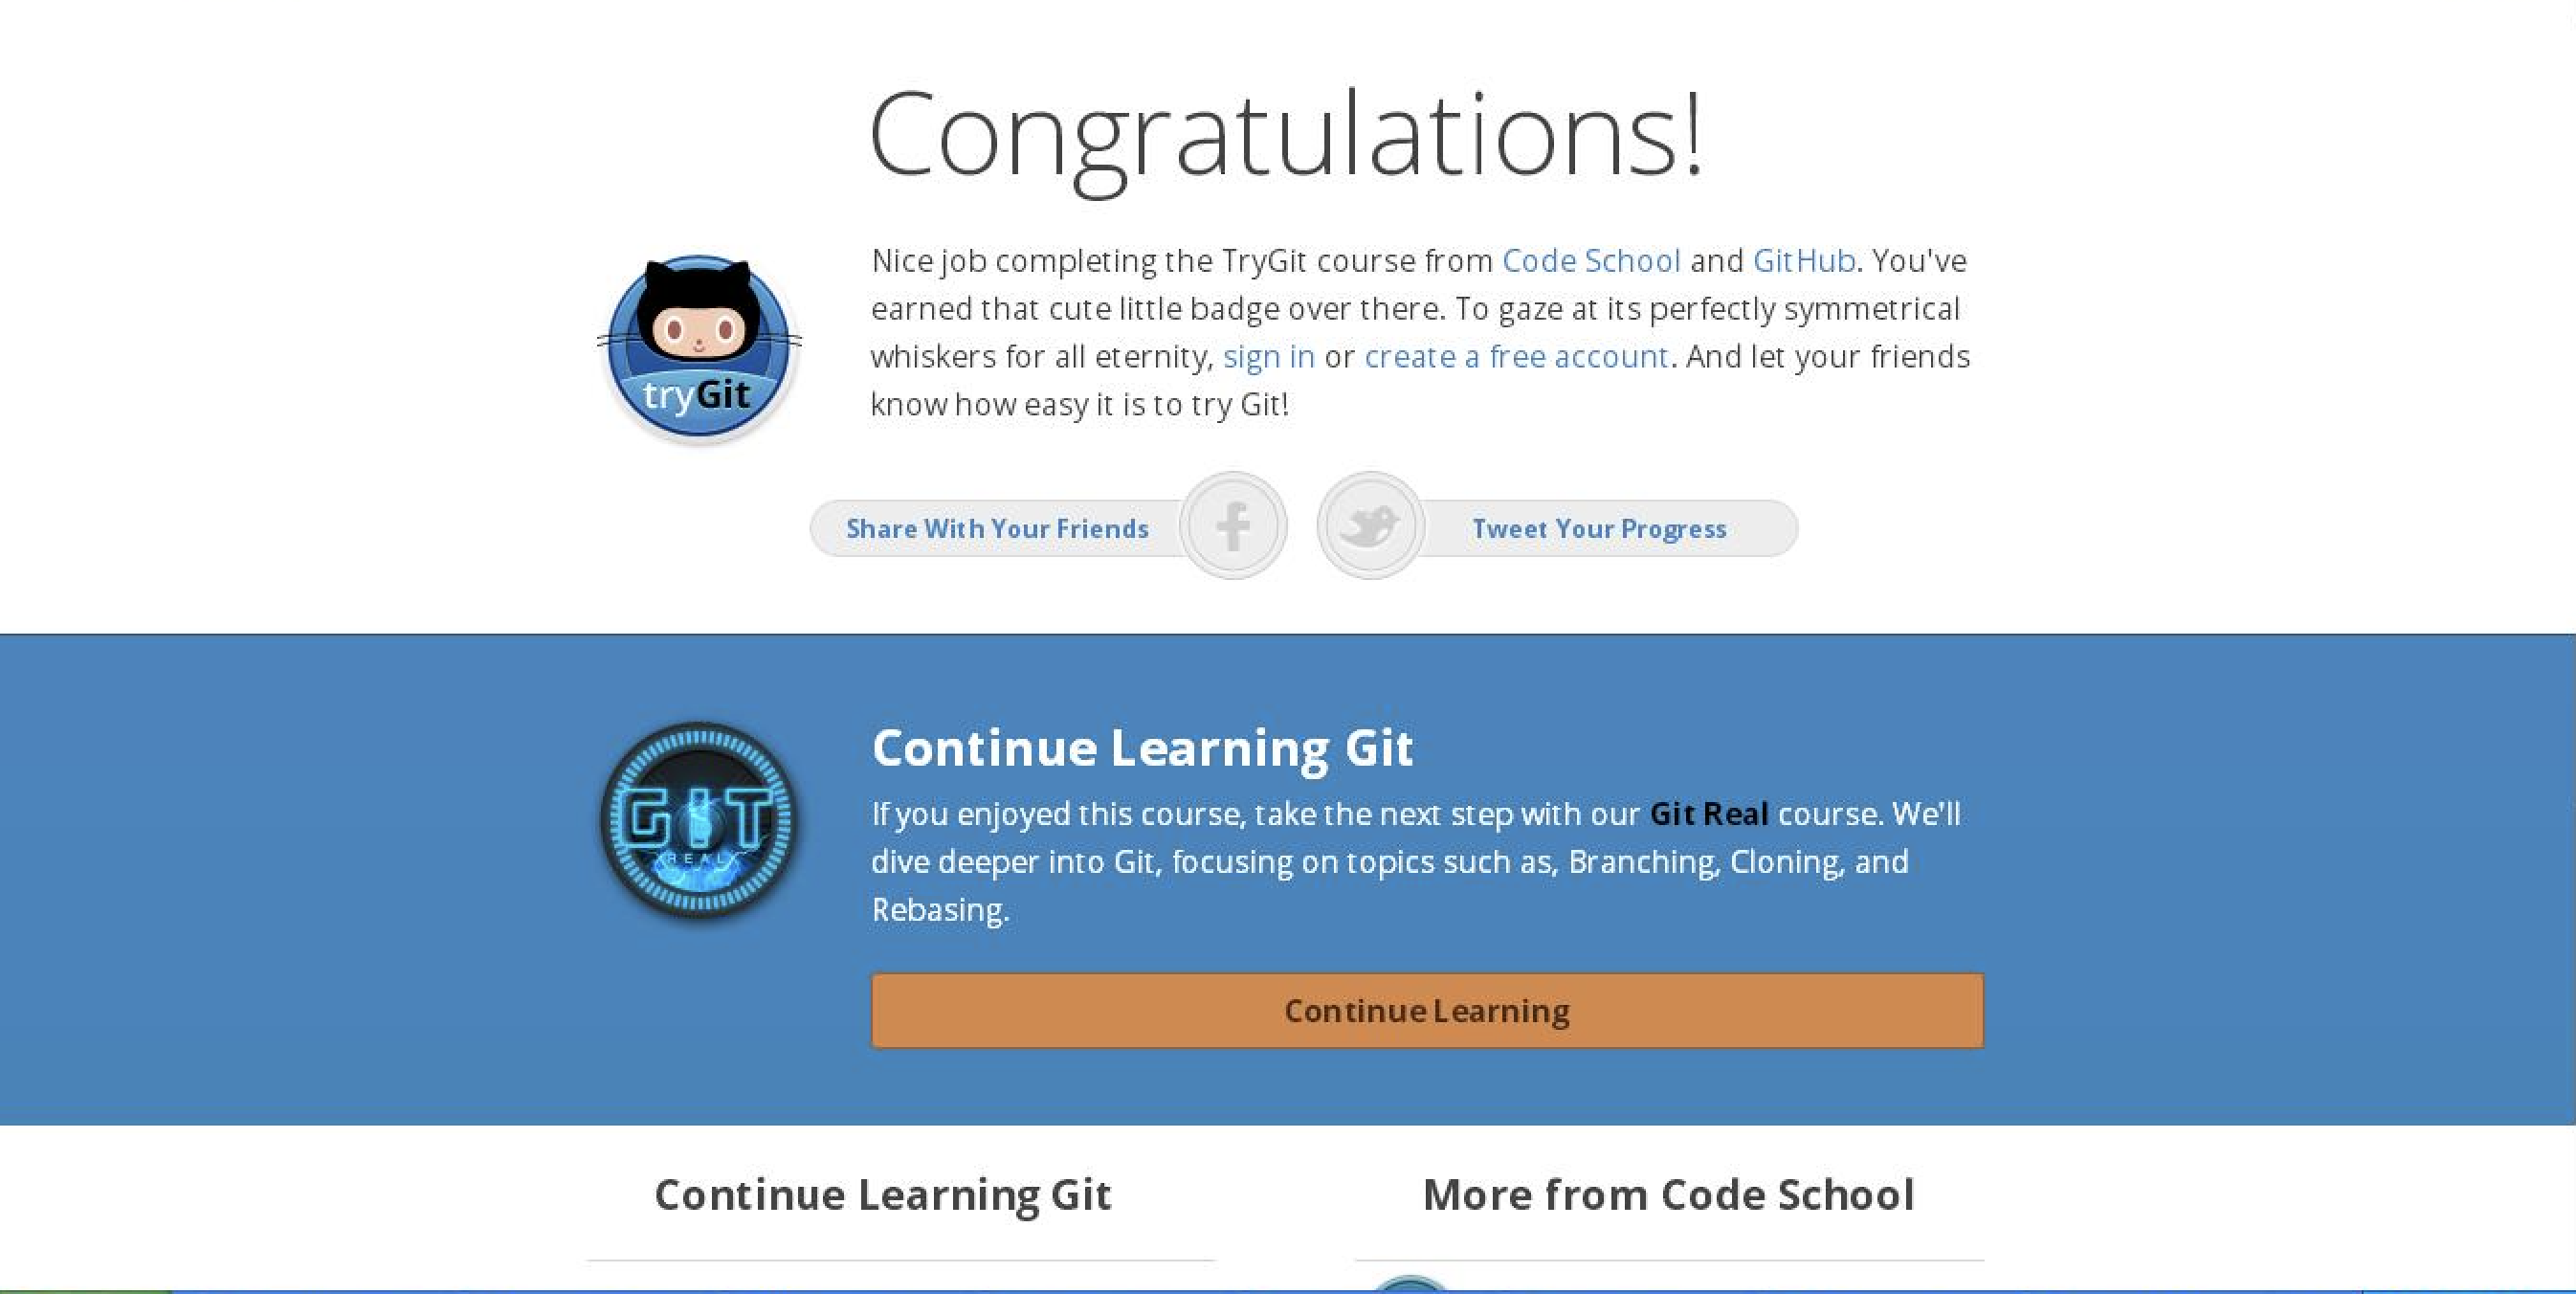 Congratulations!
Nice job completing the TryGit course from Code School and GitHub. You've
earned that cute little badge over there. To gaze at its perfectly symmetrical
whiskers for all eternity, sign in or create a free account. And let your friends
know how easy it is to try Git!
tryGit
Share With Your Friends
Tweet Your Progress
Continue Learning Git
If you enjoyed this course, take the next step with our Git Real course. We'll
dive deeper into Git, focusing on topics such as, Branching, Cloning, and
Rebasing.
GIT
REAL
Continue Learning
Continue Learning Git
More from Code School